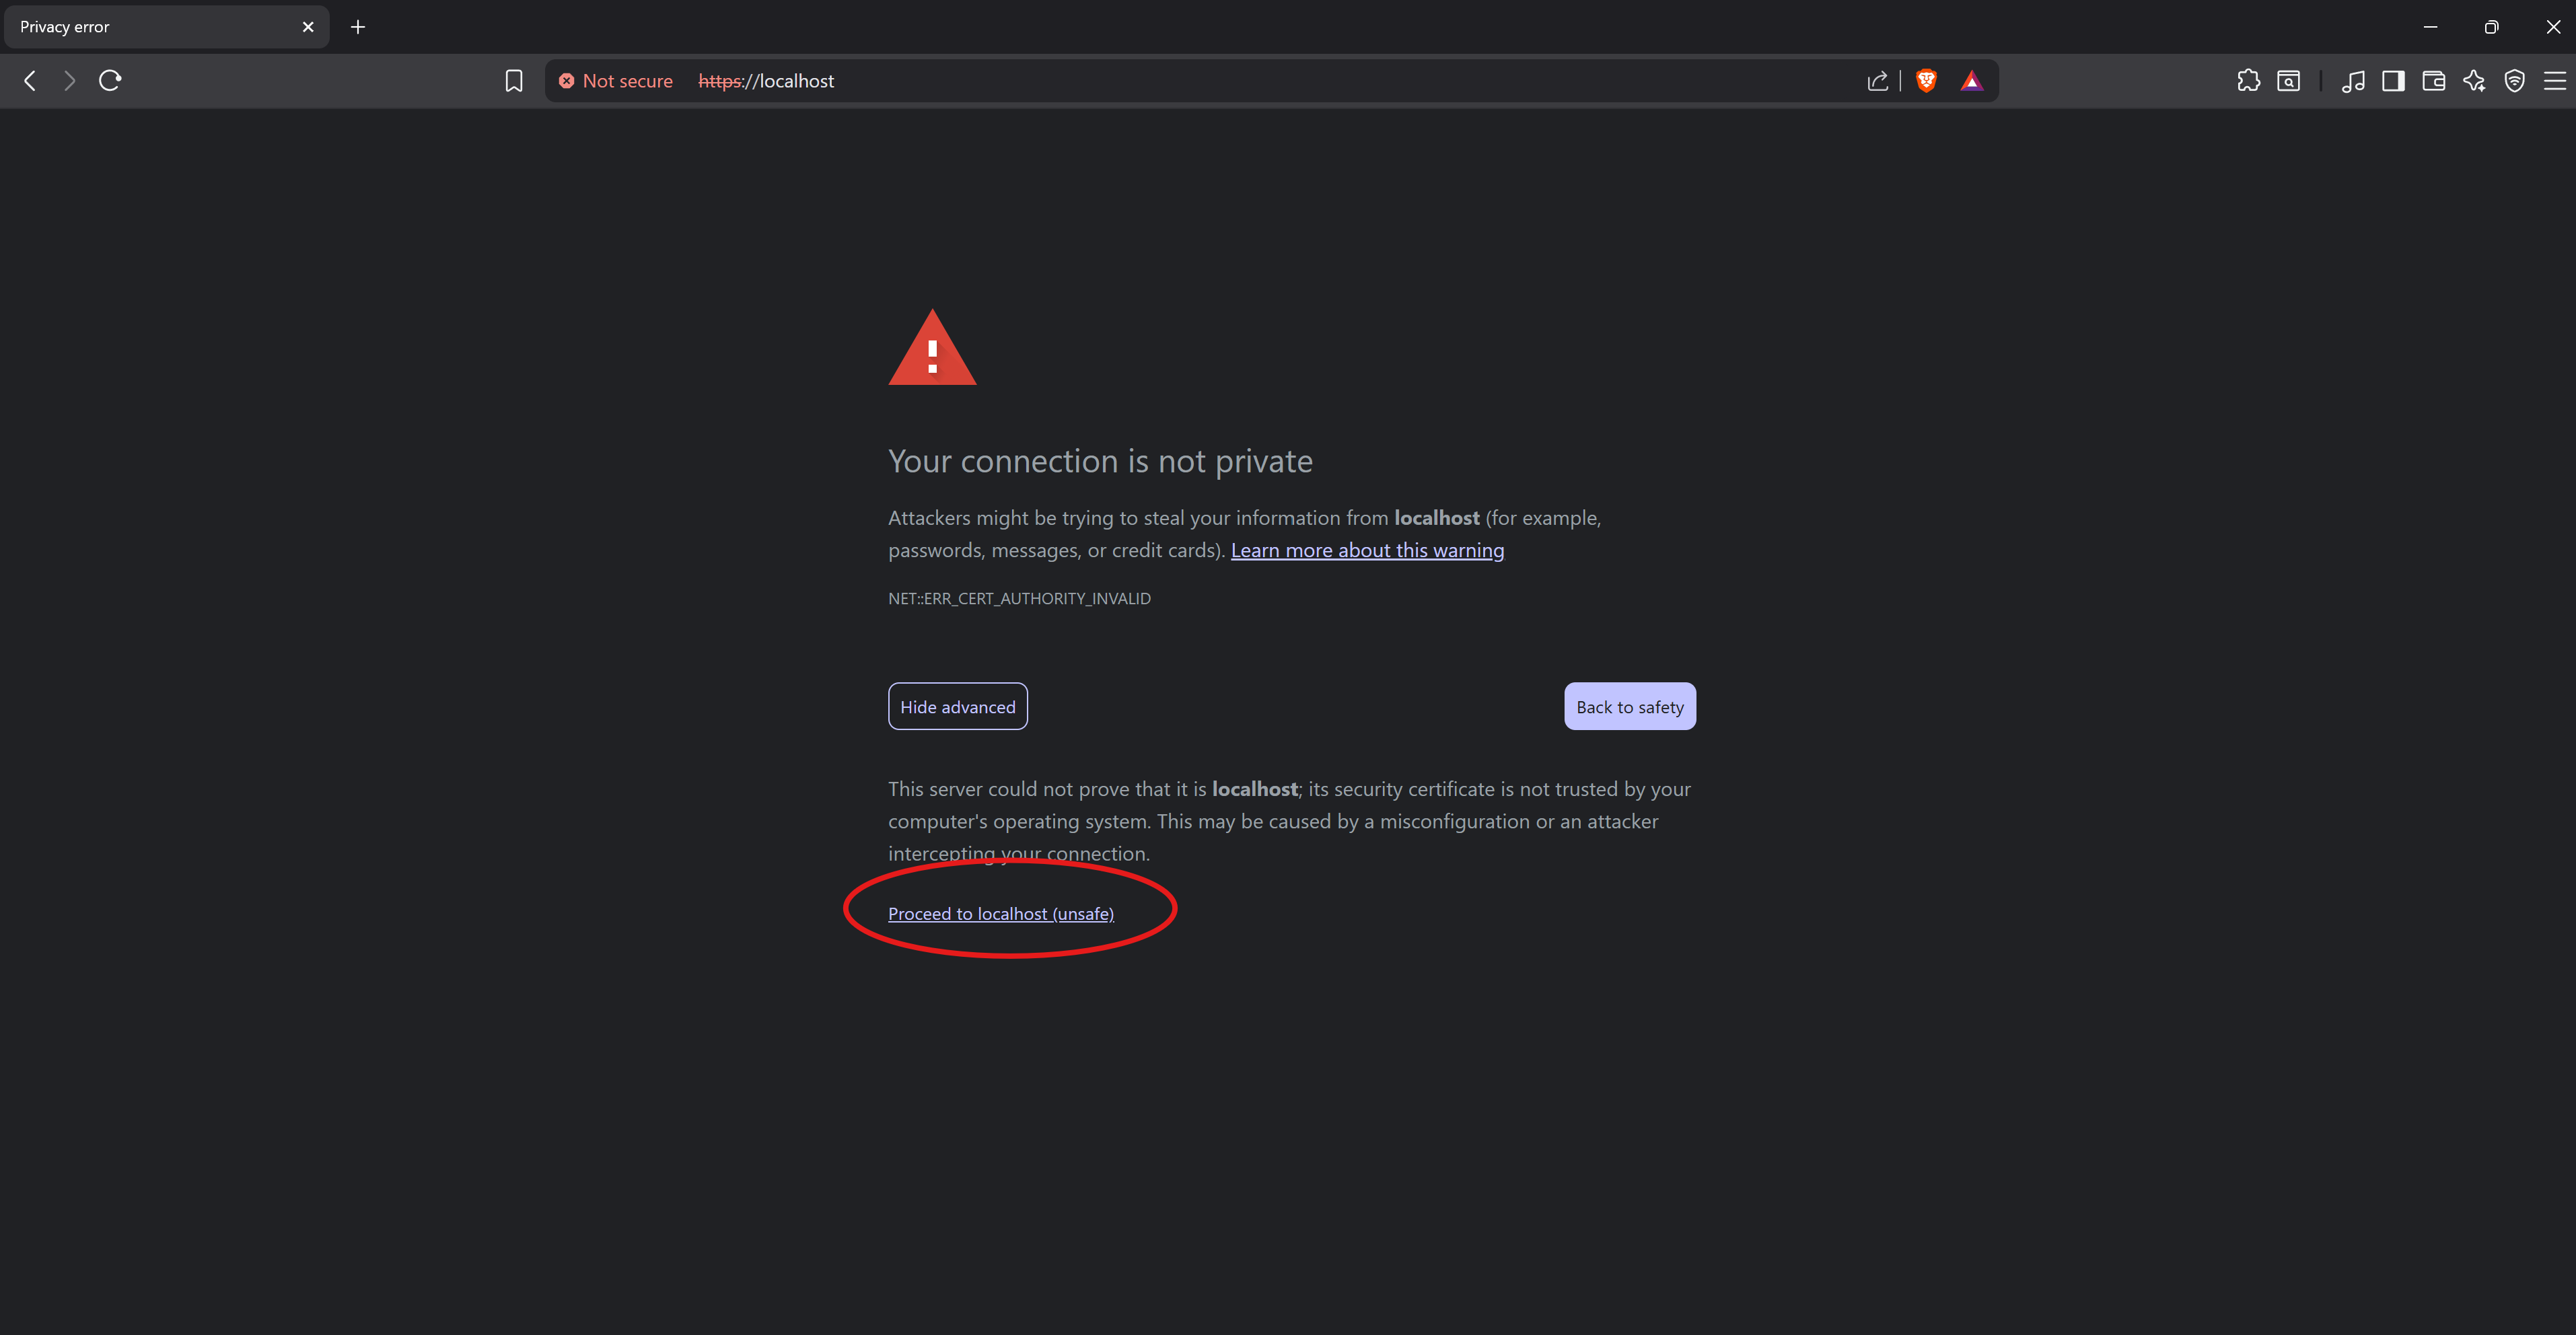 Privacy error
Not secure https://localhost
Your connection is not private
Attackers might be trying to steal your information from localhost (for example,
passwords, messages, or credit cards). Learn more about this warning
NET::ERR_CERT_AUTHORITY_INVALID
Hide advanced
Back to safety
This server could not prove that it is localhost; its security certificate is not trusted by your
computer's operating system. This may be caused by a misconfiguration or an attacker
intercepting your connection.
Proceed to localhost (unsafe)